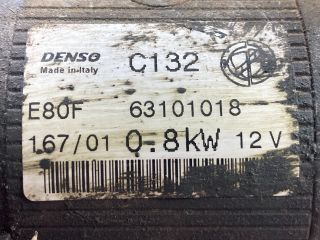 DENSO C132
Made in Italy
E80F 63101018
167/01 0.8kW 12V